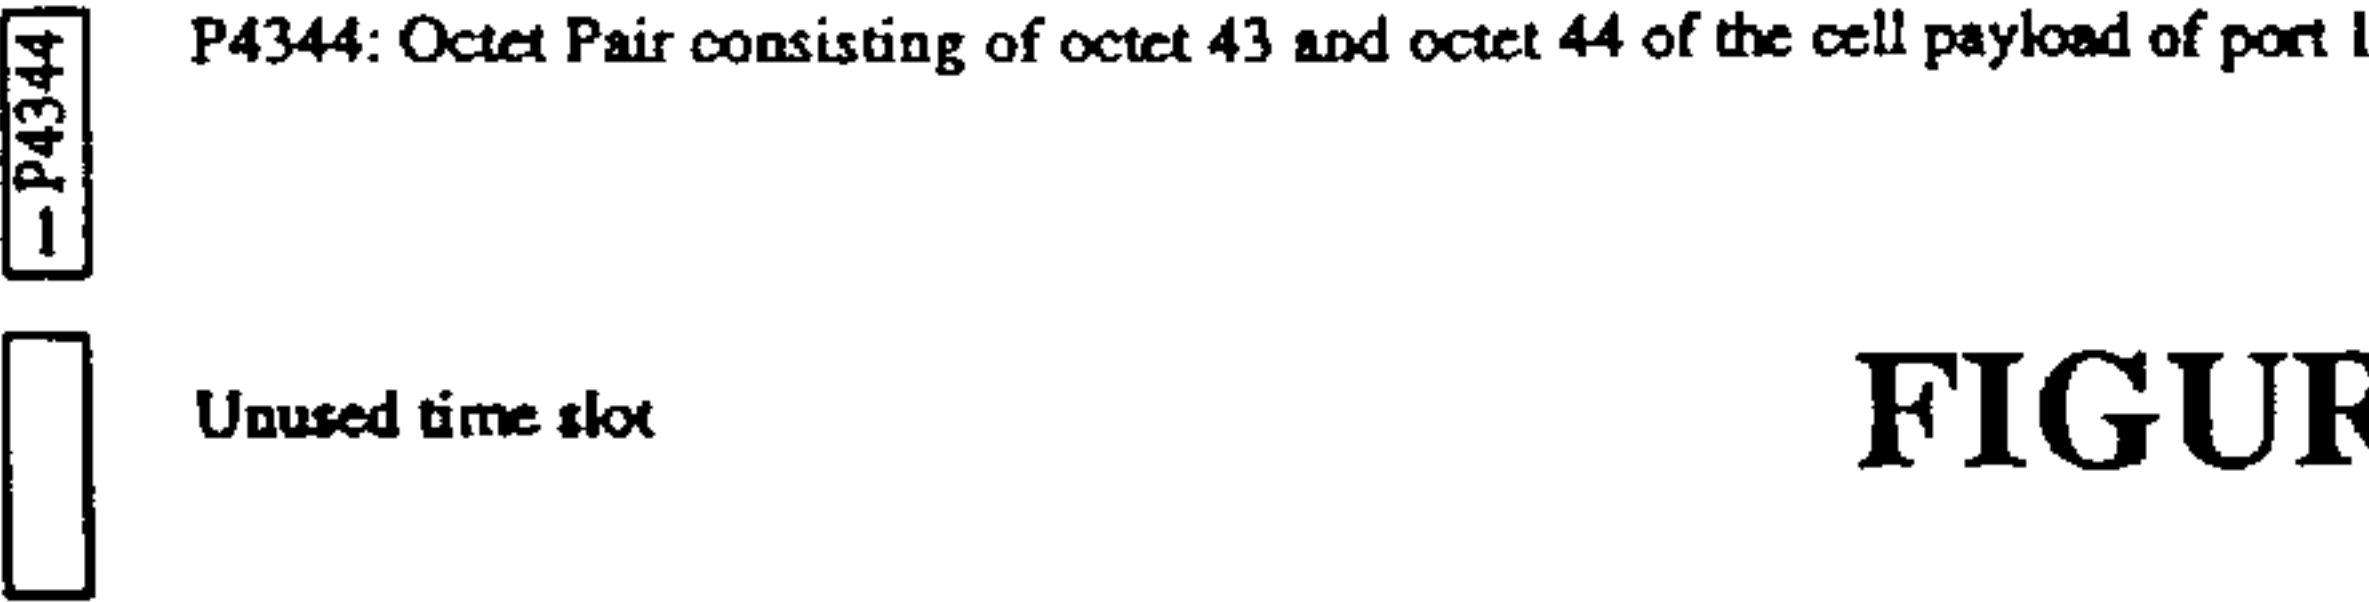 1 P4344
P4344: Octet Pair consisting of octet 43 and octet 44 of the cell payload of port 1
Unused time slot